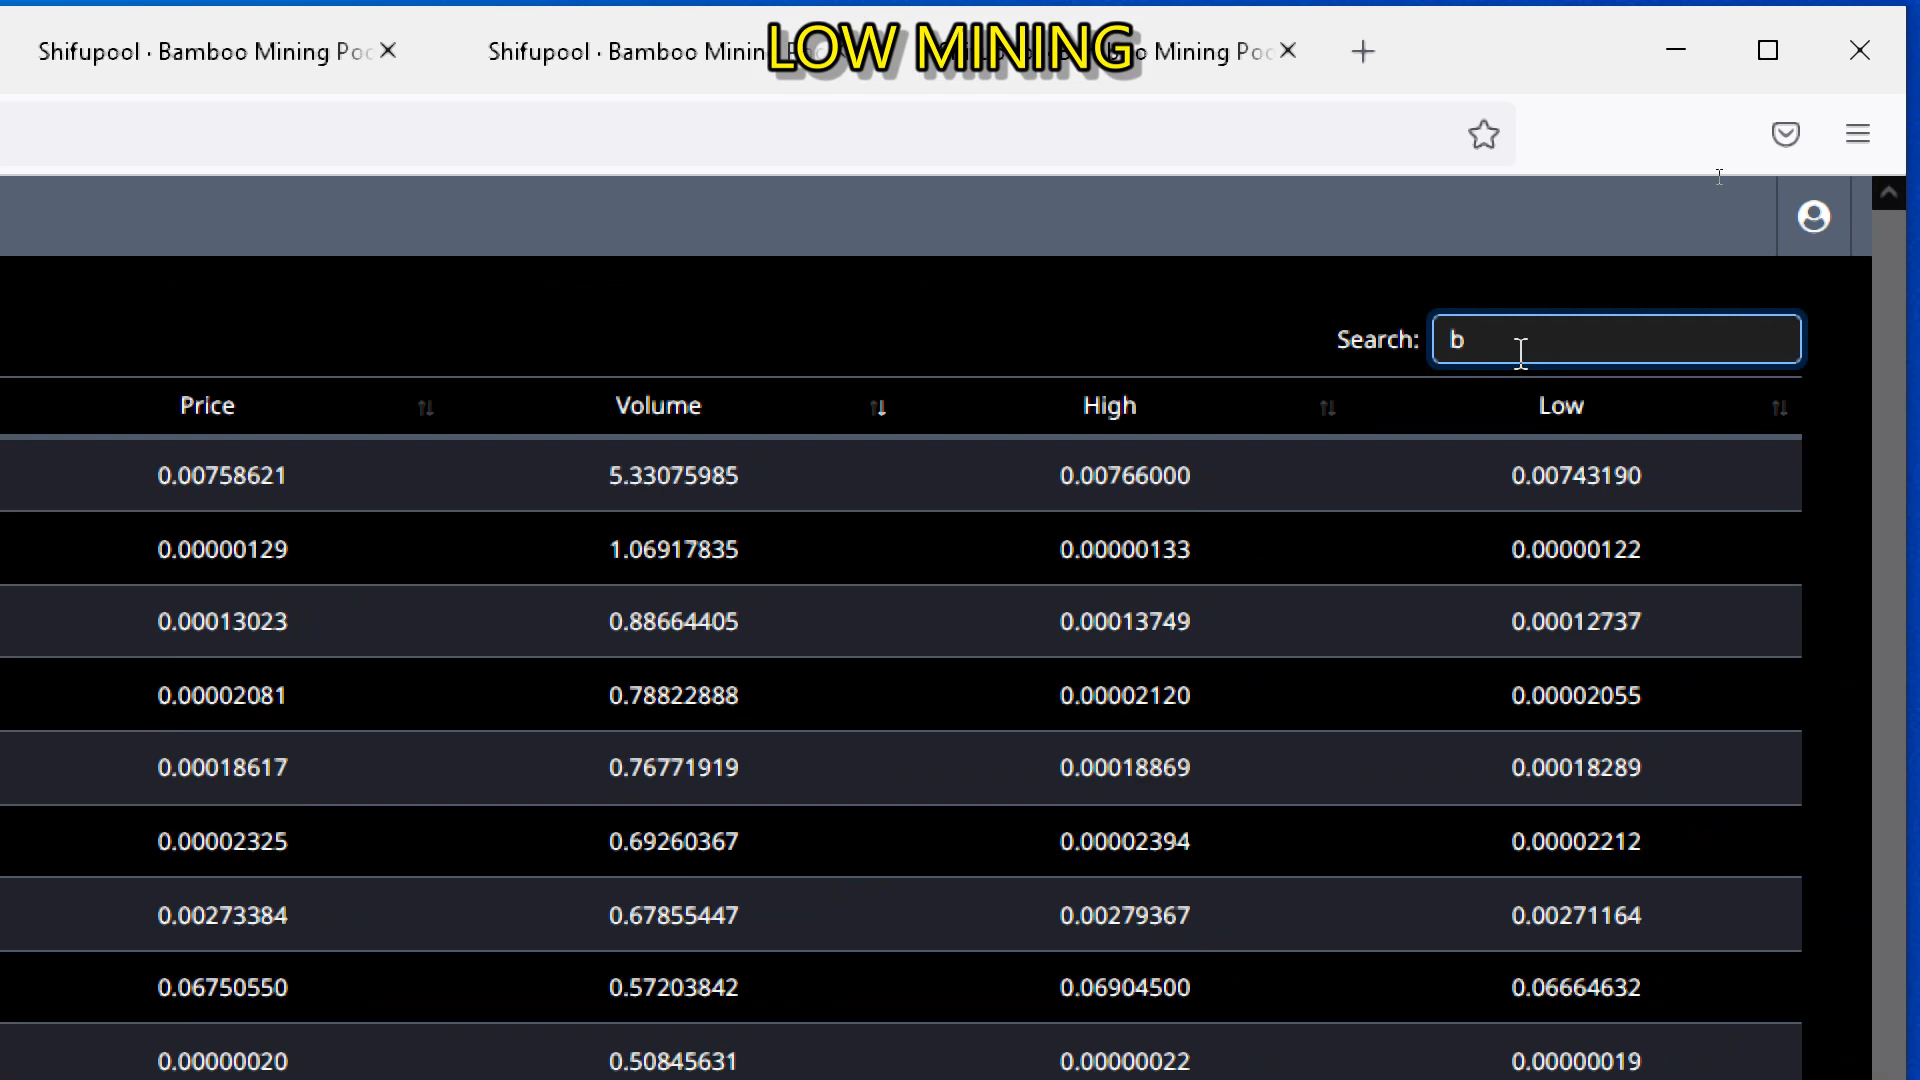 Shifupool · Bamboo Mining Poo
Shifupool · Bamboo Minin
Mining Poo
LOW MINING
Search: b
Price Volume High Low
0.00758621 5.33075985 0.00766000 0.00743190
0.00000129 1.06917835 0.00000133 0.00000122
0.00013023 0.88664405 0.00013749 0.00012737
0.00002081 0.78822888 0.00002120 0.00002055
0.00018617 0.76771919 0.00018869 0.00018289
0.00002325 0.69260367 0.00002394 0.00002212
0.00273384 0.67855447 0.00279367 0.00271164
0.06750550 0.57203842 0.06904500 0.06664632
0.00000020 0.50845631 0.00000022 0.00000019